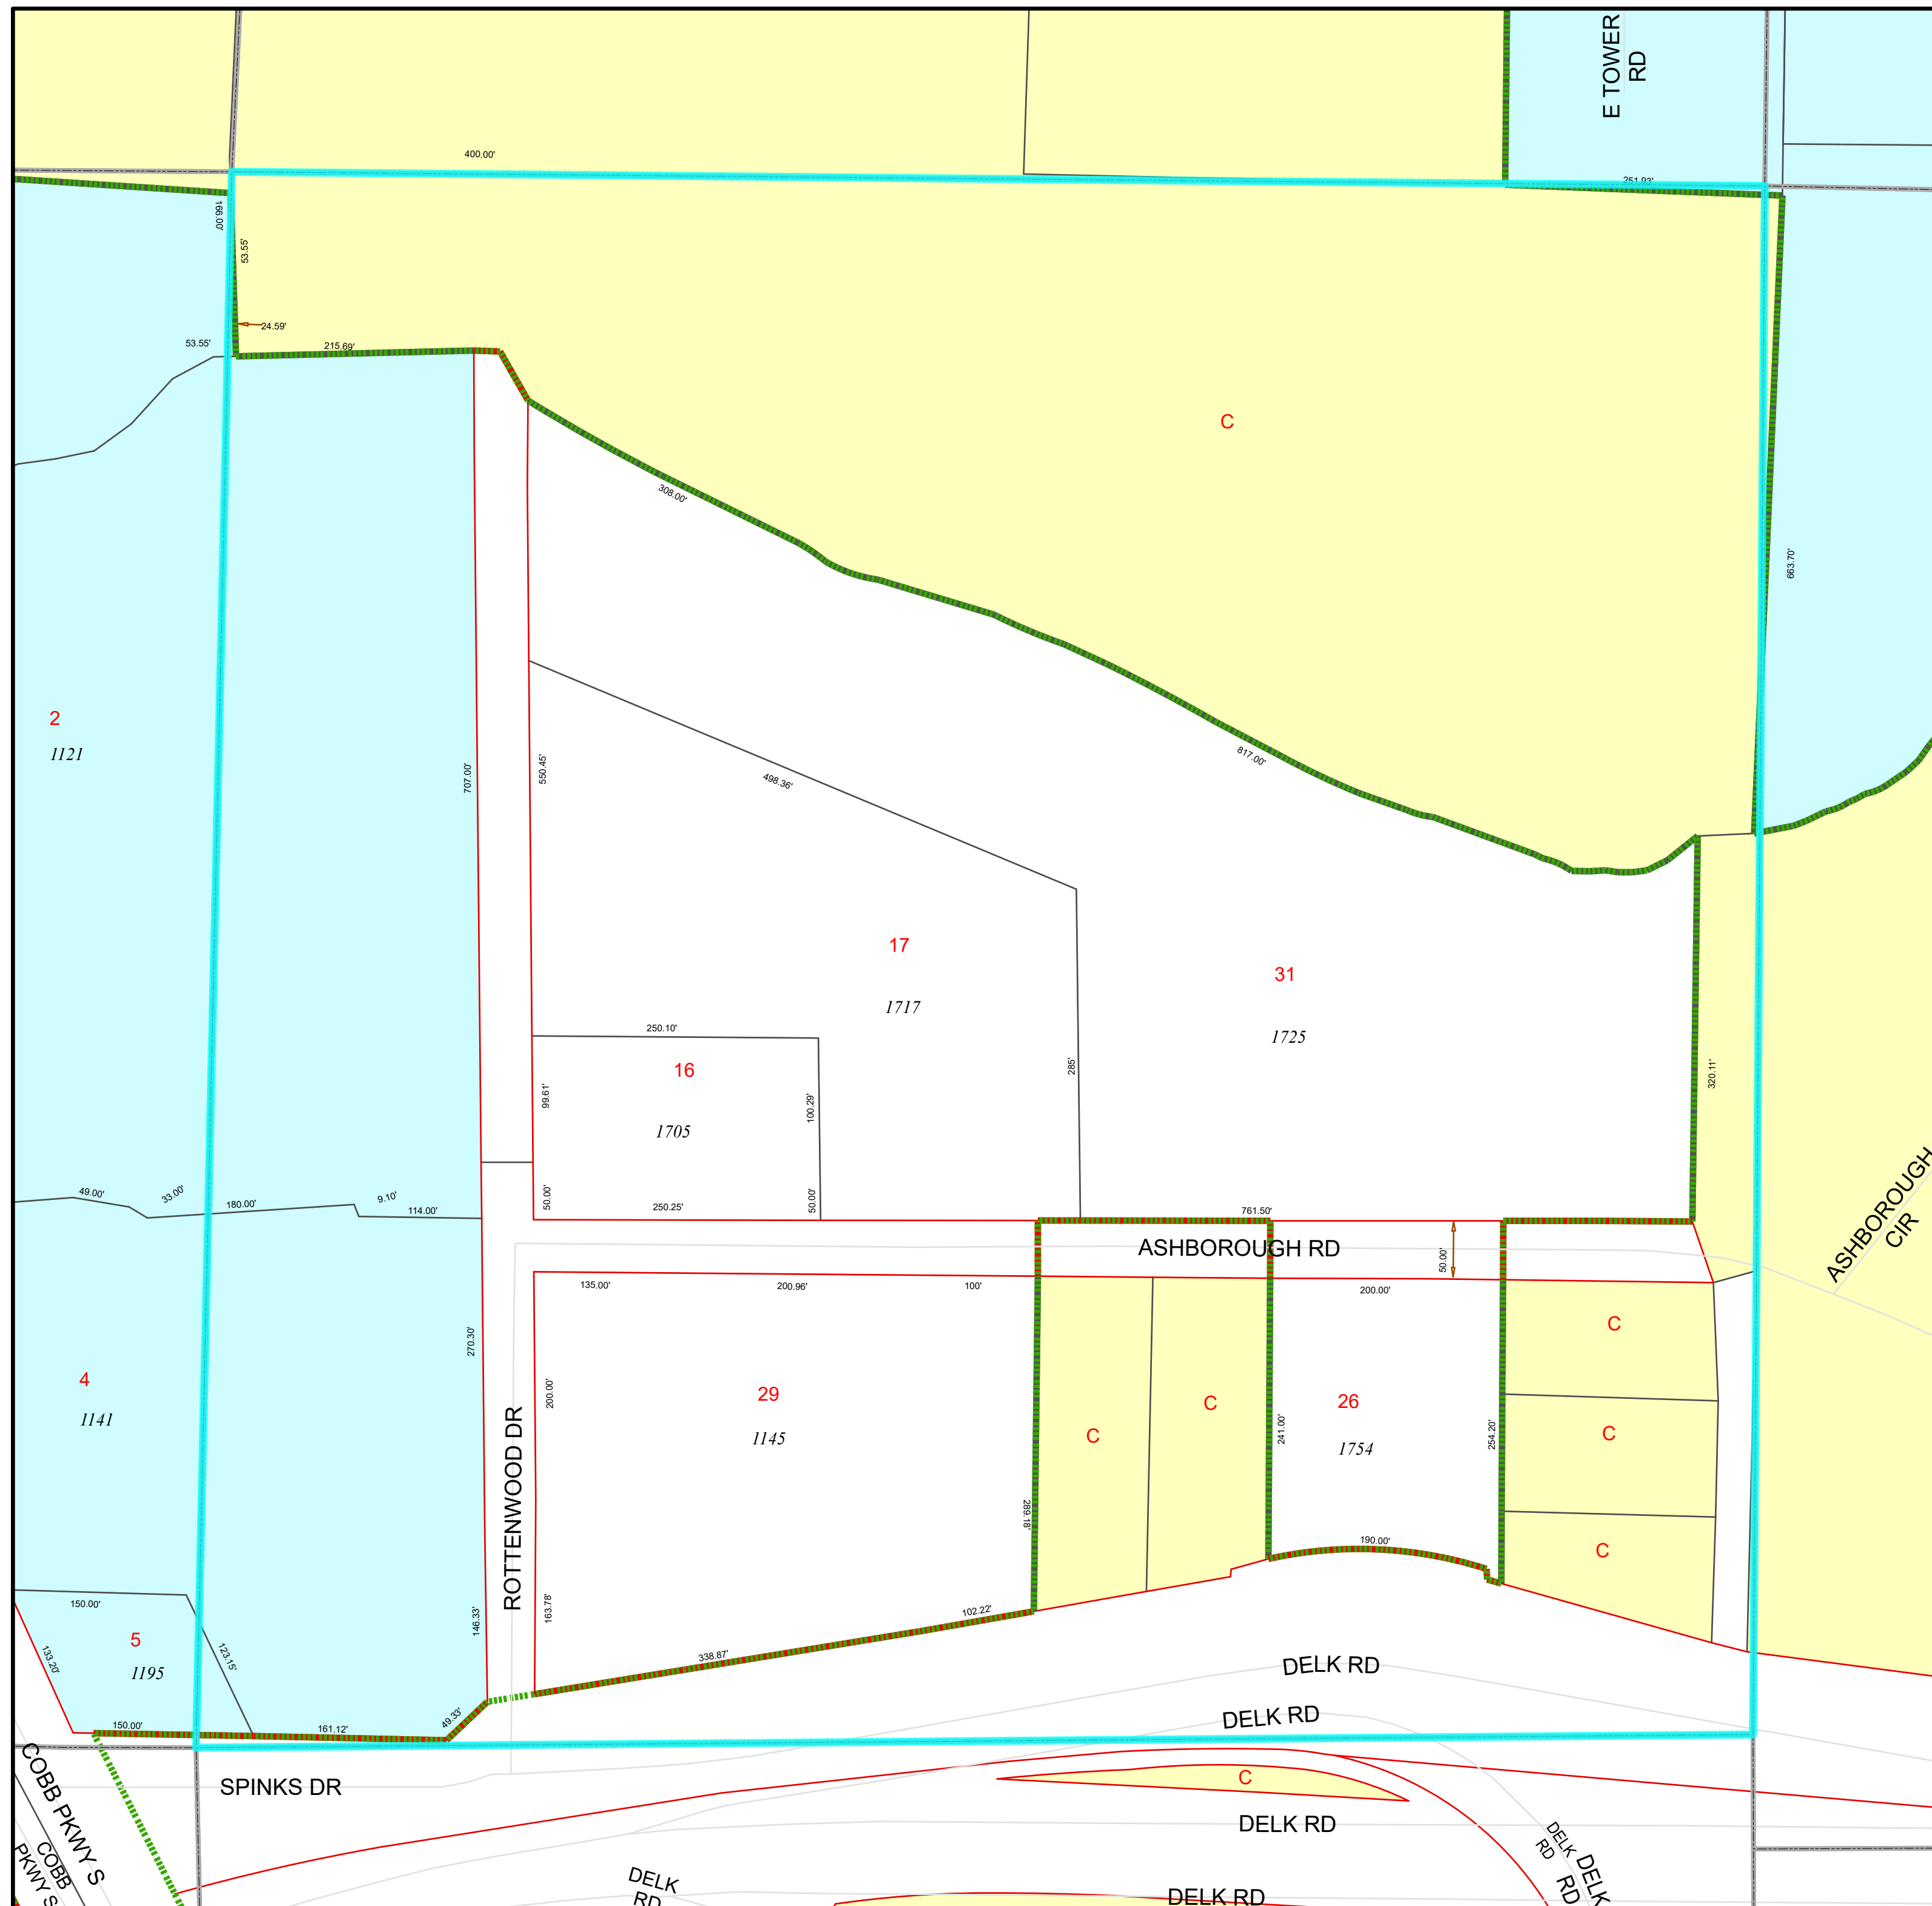 E TOWER
RD
400.00'
251.93'
166.00'
53.55'
24.59'
53.55'
215.69'
C
308.00'
663.70'
2
1121
707.00'
550.45'
498.36'
817.00'
17
1717
31
1725
250.10'
16
1705
99.61'
100.29'
285'
320.11'
49.00'
33.00'
180.00'
9.10'
114.00'
50.00'
250.25'
50.00'
761.50'
ASHBOROUGH RD
50.00'
ASHBOROUGH
CIR
135.00'
200.96'
100'
200.00'
270.30'
4
1141
200.00'
29
1145
C
C
241.00'
26
1754
254.20'
C
C
C
ROTTENWOOD DR
289.18'
190.00'
150.00'
5
1195
133.20'
123.15'
146.33'
163.78'
102.22'
338.87'
49.33'
150.00'
161.12'
DELK RD
DELK RD
SPINKS DR
COBB PKWY S
COBB
PKWY S
C
DELK RD
DELK
RD
DELK
RD
DELK
RD
DELK RD